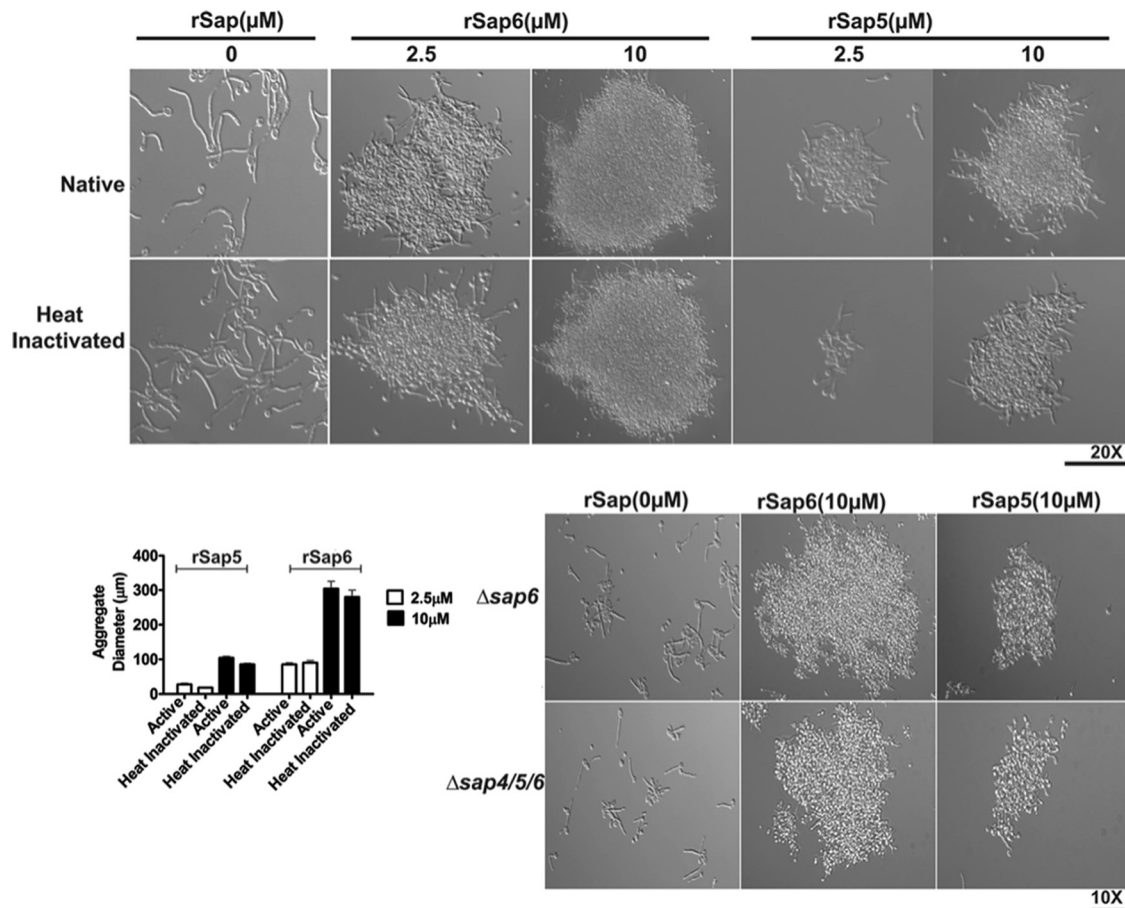 rSap(μM) rSap6(μM) rSap5(μM)
0 2.5 10 2.5 10
Native
Heat
Inactivated
20X
rSap(0μM) rSap6(10μM) rSap5(10μM)
Δsap6
Δsap4/5/6
10X
Aggregate
Diameter (μm)
400
300
200
100
0
rSap5 rSap6
2.5μM
10μM
Active
Heat Inactivated
Active
Heat Inactivated
Active
Heat Inactivated
Active
Heat Inactivated